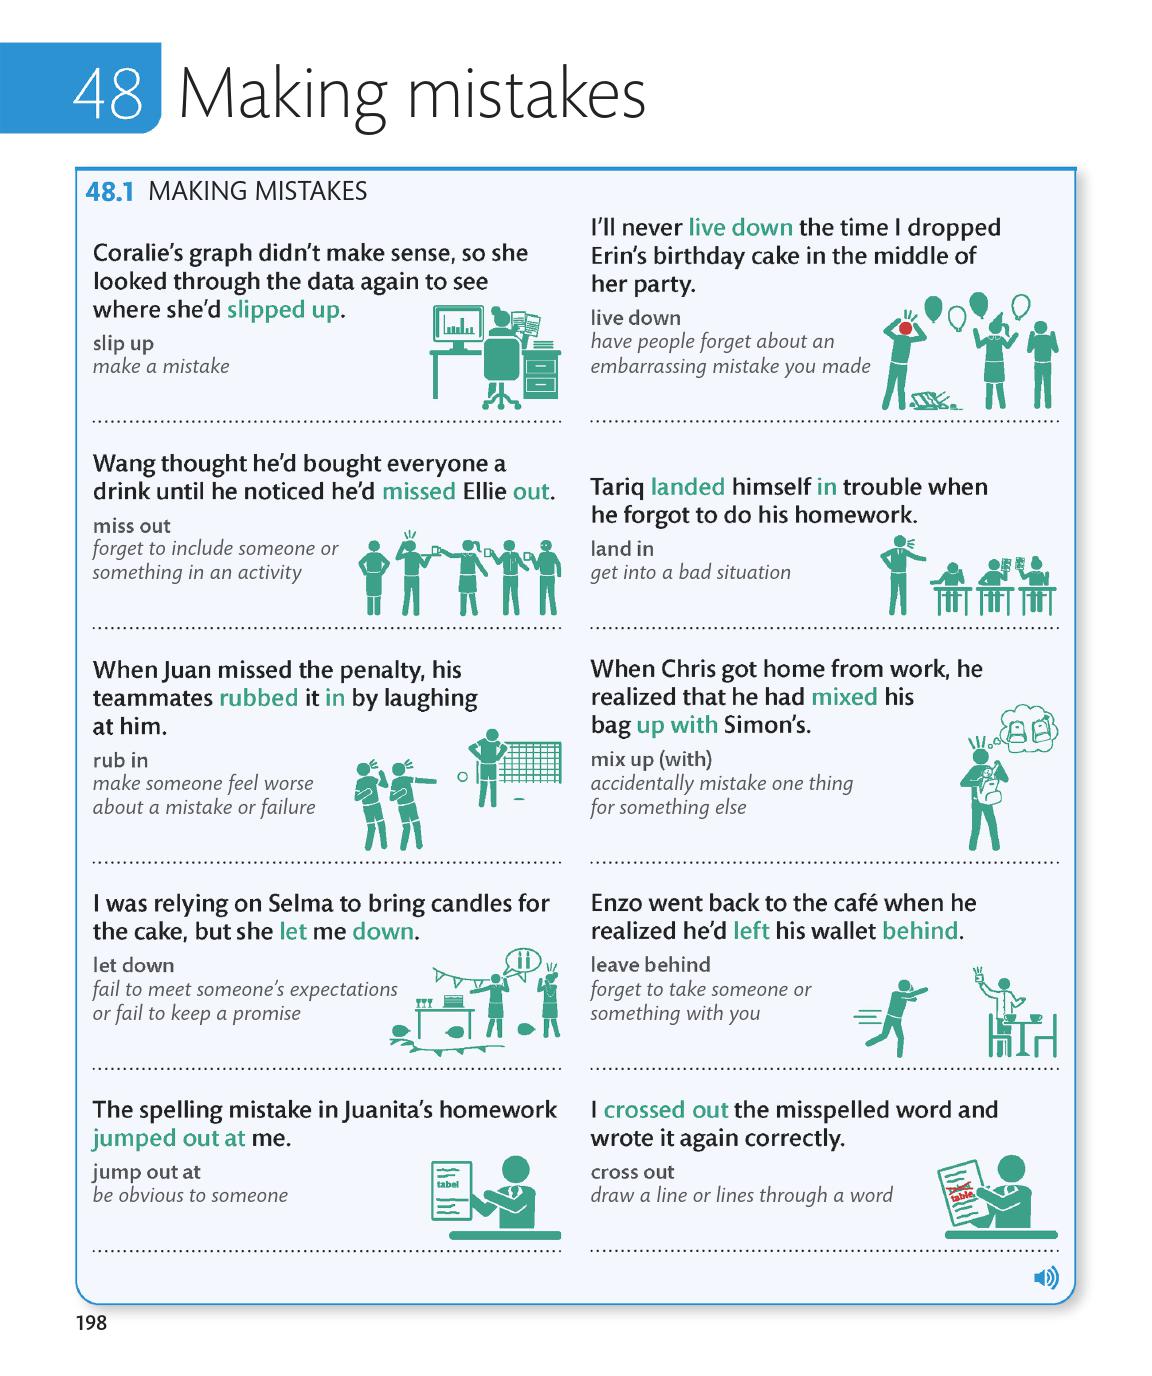 48 Making mistakes
48.1 MAKING MISTAKES
Coralie's graph didn't make sense, so she
looked through the data again to see
where she'd slipped up.
slip up
make a mistake
I'll never live down the time I dropped
Erin's birthday cake in the middle of
her party.
live down
have people forget about an
embarrassing mistake you made
Wang thought he'd bought everyone a
drink until he noticed he'd missed Ellie out.
miss out
forget to include someone or
something in an activity
Tariq landed himself in trouble when
he forgot to do his homework.
land in
get into a bad situation
When Juan missed the penalty, his
teammates rubbed it in by laughing
at him.
rub in
make someone feel worse
about a mistake or failure
When Chris got home from work, he
realized that he had mixed his
bag up with Simon's.
mix up (with)
accidentally mistake one thing
for something else
I was relying on Selma to bring candles for
the cake, but she let me down.
let down
fail to meet someone's expectations
or fail to keep a promise
Enzo went back to the café when he
realized he'd left his wallet behind.
leave behind
forget to take someone or
something with you
The spelling mistake in Juanita's homework
jumped out at me.
jump out at
be obvious to someone
tabel
I crossed out the misspelled word and
wrote it again correctly.
cross out
draw a line or lines through a word
table
198